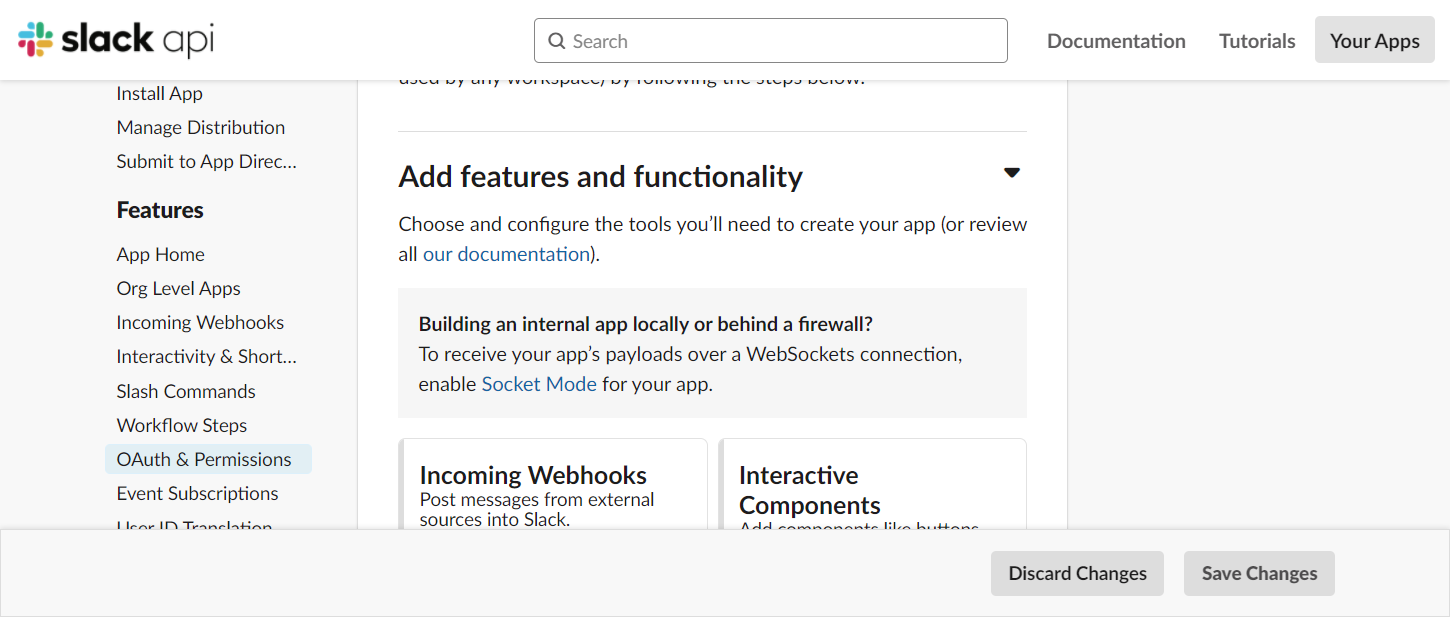 slack api
Search
Documentation
Tutorials
Your Apps
Install App
Manage Distribution
Submit to App Direc...
Features
App Home
Org Level Apps
Incoming Webhooks
Interactivity & Short...
Slash Commands
Workflow Steps
OAuth & Permissions
Event Subscriptions
User ID Translation
used by any workspace) by following the steps below.
Add features and functionality
Choose and configure the tools you’ll need to create your app (or review
all our documentation).
Building an internal app locally or behind a firewall?
To receive your app’s payloads over a WebSockets connection,
enable Socket Mode for your app.
Incoming Webhooks
Post messages from external
sources into Slack.
Interactive
Components
Add components like buttons
Discard Changes
Save Changes